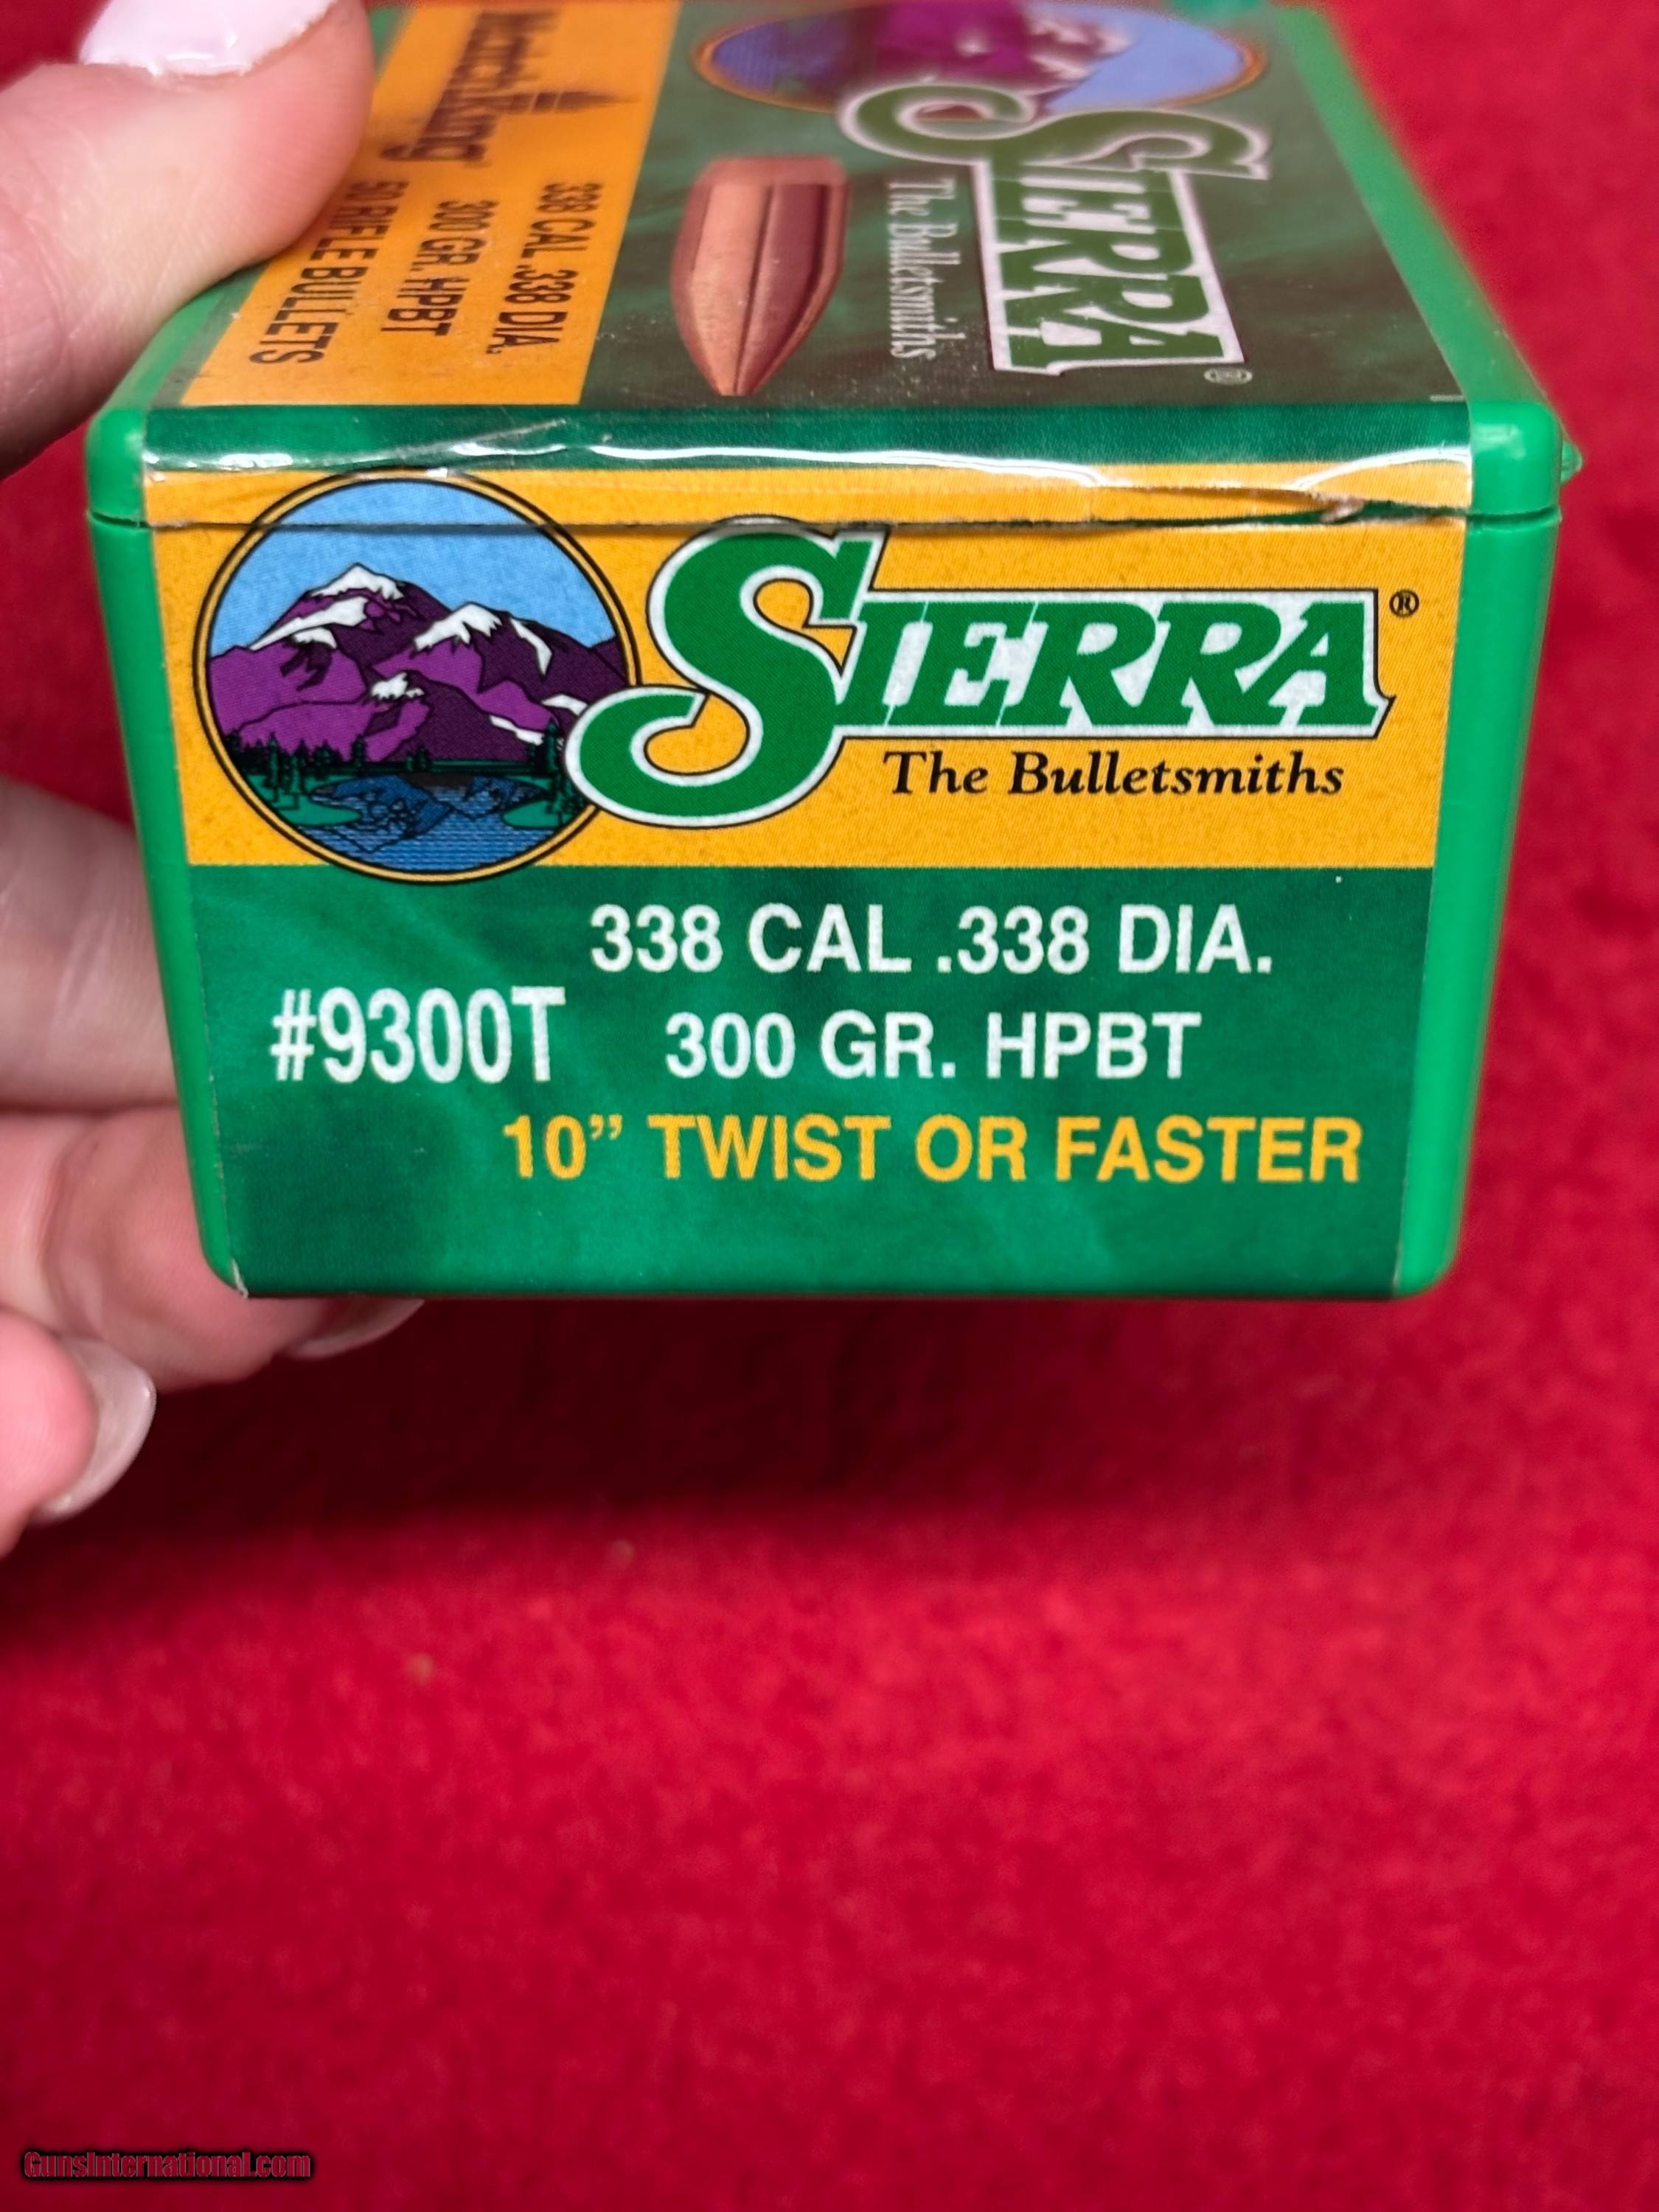 MatchKing
338 CAL .338 DIA.
300 GR. HPBT
50 RIFLE BULLETS
SIERRA®
The Bulletsmiths
SIERRA®
The Bulletsmiths
338 CAL .338 DIA.
#9300T 300 GR. HPBT
10” TWIST OR FASTER
GunsInternational.com